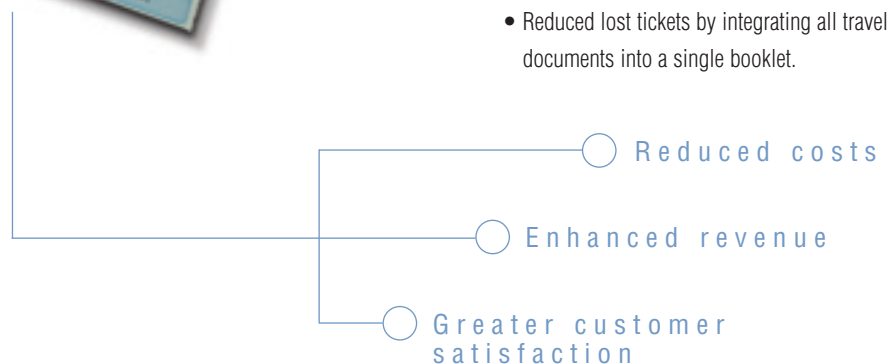 • Reduced lost tickets by integrating all travel
documents into a single booklet.
Reduced costs
Enhanced revenue
Greater customer
satisfaction